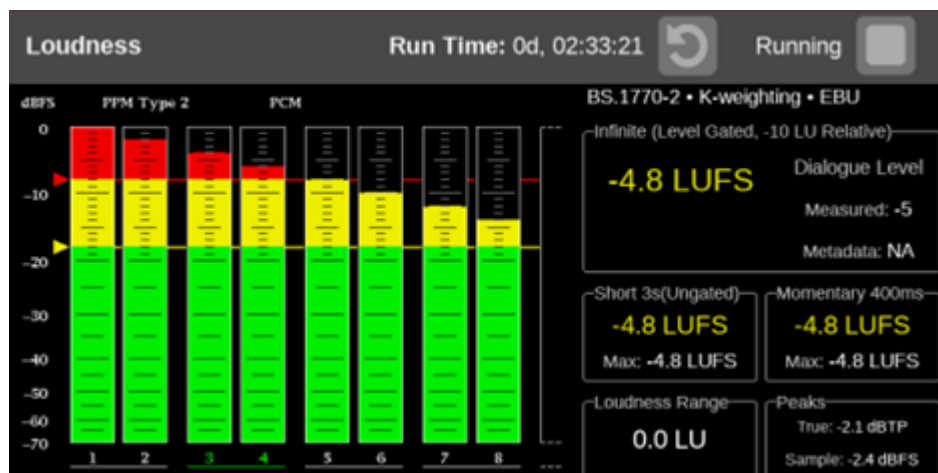 Loudness
Run Time: 0d, 02:33:21
Running
dBFS
PPM Type 2
PCM
0
-10
-20
-30
-40
-50
-60
-70
1 2 3 4 5 6 7 8
BS.1770-2 • K-weighting • EBU
Infinite (Level Gated, -10 LU Relative)
-4.8 LUFS
Dialogue Level
Measured: -5
Metadata: NA
Short 3s(Ungated)
-4.8 LUFS
Max: -4.8 LUFS
Momentary 400ms
-4.8 LUFS
Max: -4.8 LUFS
Loudness Range
0.0 LU
Peaks
True: -2.1 dBTP
Sample: -2.4 dBFS